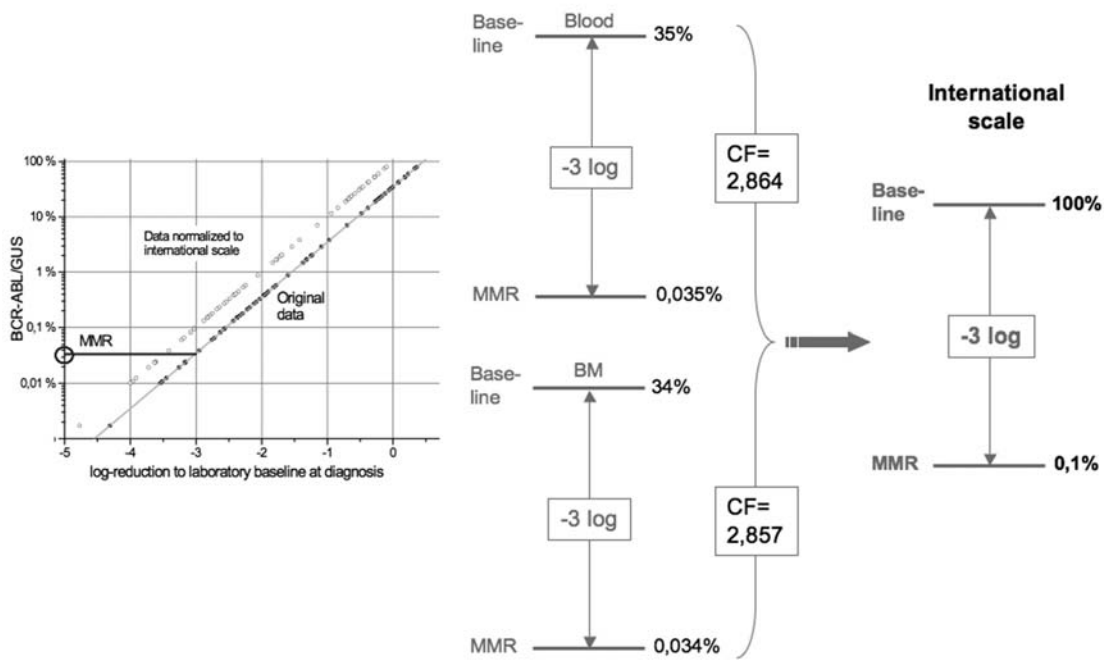 100 %
10 %
1 %
0,1 %
0,01 %
BCR-ABL/GUS
Data normalized to
international scale
Original
data
MMR
-5
-4
-3
-2
-1
0
log-reduction to laboratory baseline at diagnosis
Base-
line
Blood
35%
-3 log
MMR
0,035%
CF=
2,864
Base-
line
BM
34%
-3 log
MMR
0,034%
CF=
2,857
International
scale
Base-
line
100%
-3 log
MMR
0,1%